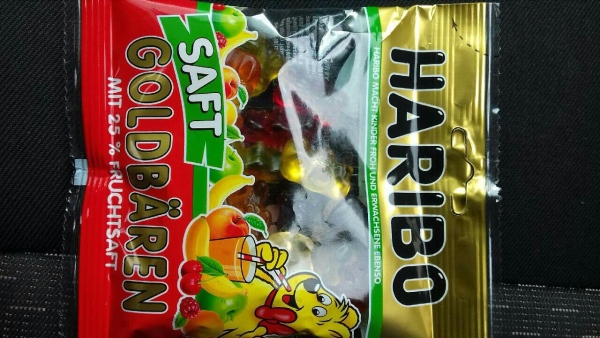 HARIBO
HARIBO MACHT KINDER FROH UND ERWACHSENE EBENSO
SAFT
GOLDBÄREN
MIT 25 % FRUCHTSAFT